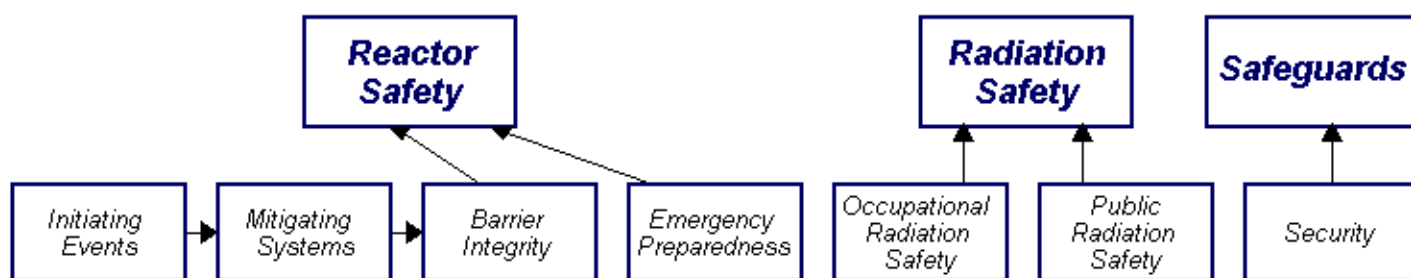 Reactor
Safety
Radiation
Safety
Safeguards
Initiating
Events
Mitigating
Systems
Barrier
Integrity
Emergency
Preparedness
Occupational
Radiation
Safety
Public
Radiation
Safety
Security